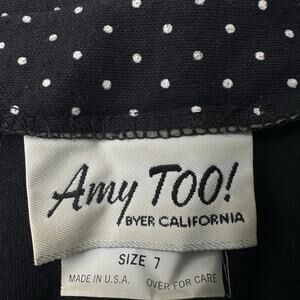 Amy TOO!
BYER CALIFORNIA
SIZE 7
MADE IN U.S.A. OVER FOR CARE